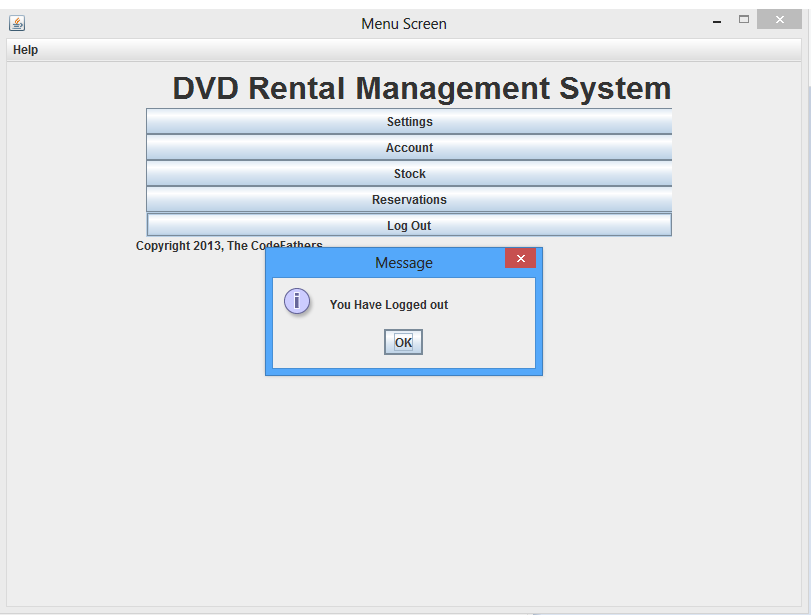 Menu Screen
Help
DVD Rental Management System
Settings
Account
Stock
Reservations
Log Out
Copyright 2013, The CodeFathers
Message
i
You Have Logged out
OK